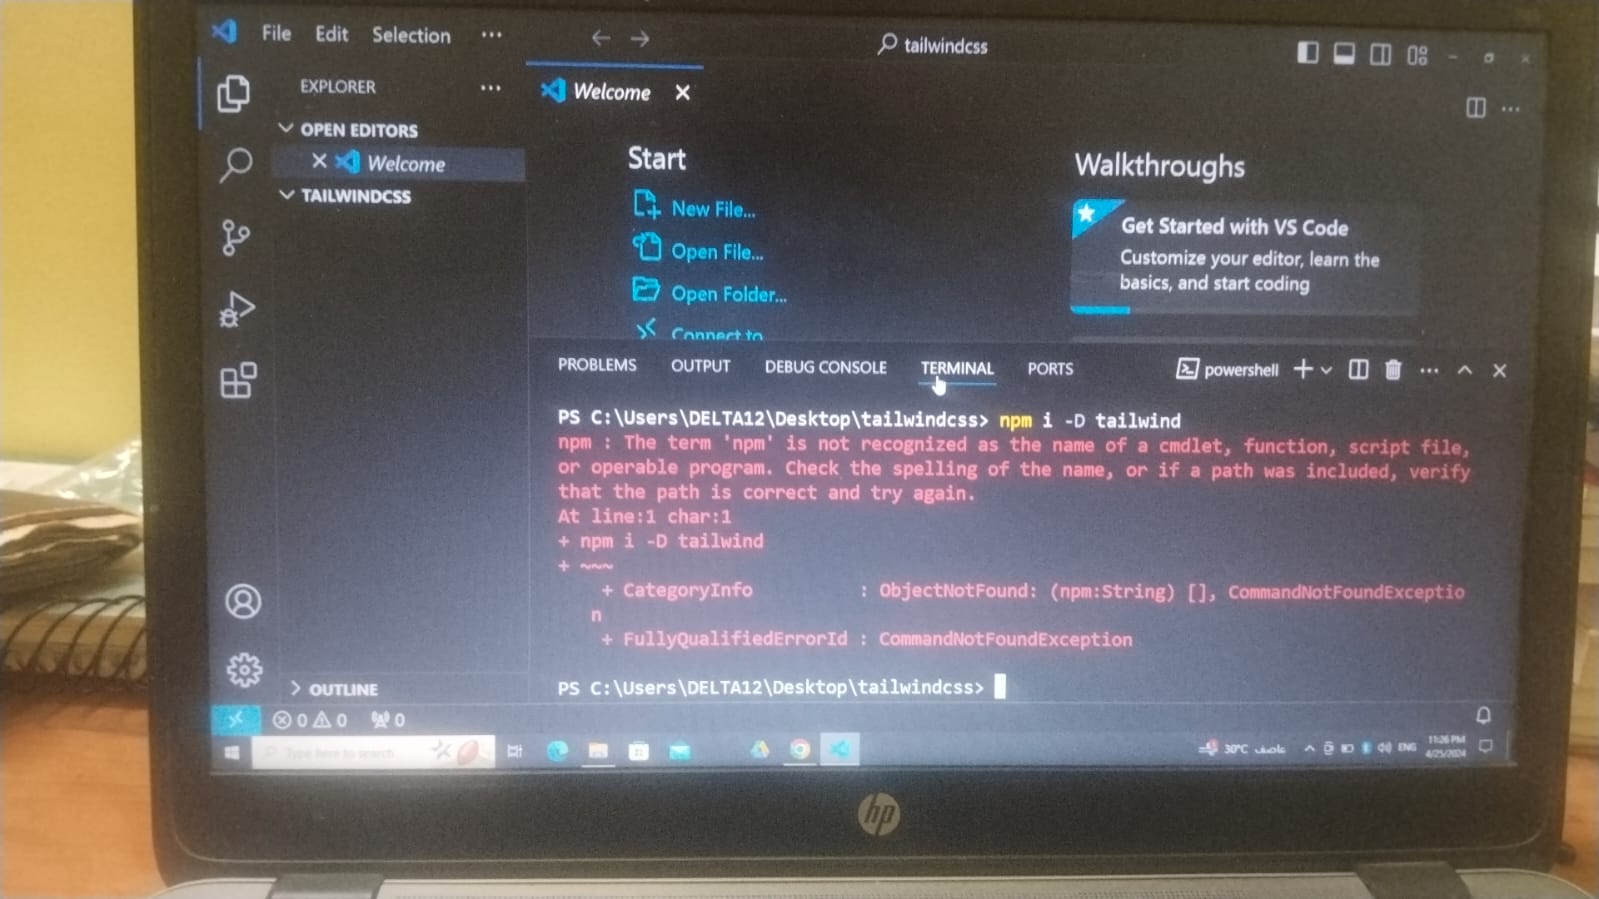 File Edit Selection ···
tailwindcss
EXPLORER ···
Welcome
···
OPEN EDITORS
Welcome
TAILWINDCSS
Start
New File...
Open File...
Open Folder...
Connect to
Walkthroughs
Get Started with VS Code
Customize your editor, learn the
basics, and start coding
PROBLEMS OUTPUT DEBUG CONSOLE TERMINAL PORTS
powershell
PS C:\Users\DELTA12\Desktop\tailwindcss> npm i -D tailwind
npm : The term 'npm' is not recognized as the name of a cmdlet, function, script file,
or operable program. Check the spelling of the name, or if a path was included, verify
that the path is correct and try again.
At line:1 char:1
+ npm i -D tailwind
+ ~~~
+ CategoryInfo : ObjectNotFound: (npm:String) [], CommandNotFoundExceptio
n
+ FullyQualifiedErrorId : CommandNotFoundException
PS C:\Users\DELTA12\Desktop\tailwindcss>
OUTLINE
0 0 0
Type here to search
30°C عاصف
ENG
11:26 PM
4/25/2024
hp